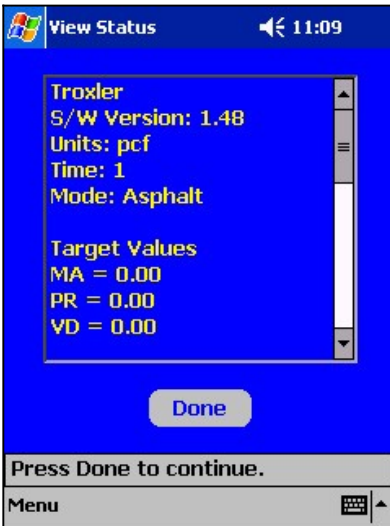 View Status 11:09
Troxler
S/W Version: 1.48
Units: pcf
Time: 1
Mode: Asphalt
Target Values
MA = 0.00
PR = 0.00
VD = 0.00
Done
Press Done to continue.
Menu